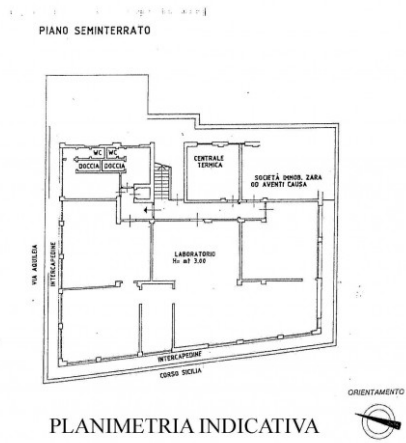 PIANO SEMINTERRATO
WC WC
DOCCIA DOCCIA
CENTRALE
TERMICA
SOCIETÀ IMMOB. ZARA
OD AVENTI CAUSA
LABORATORIO
H= mt 3.00
VIA AQUILEIA
INTERCAPEDINE
INTERCAPEDINE
CORSO SICILIA
ORIENTAMENTO
PLANIMETRIA INDICATIVA